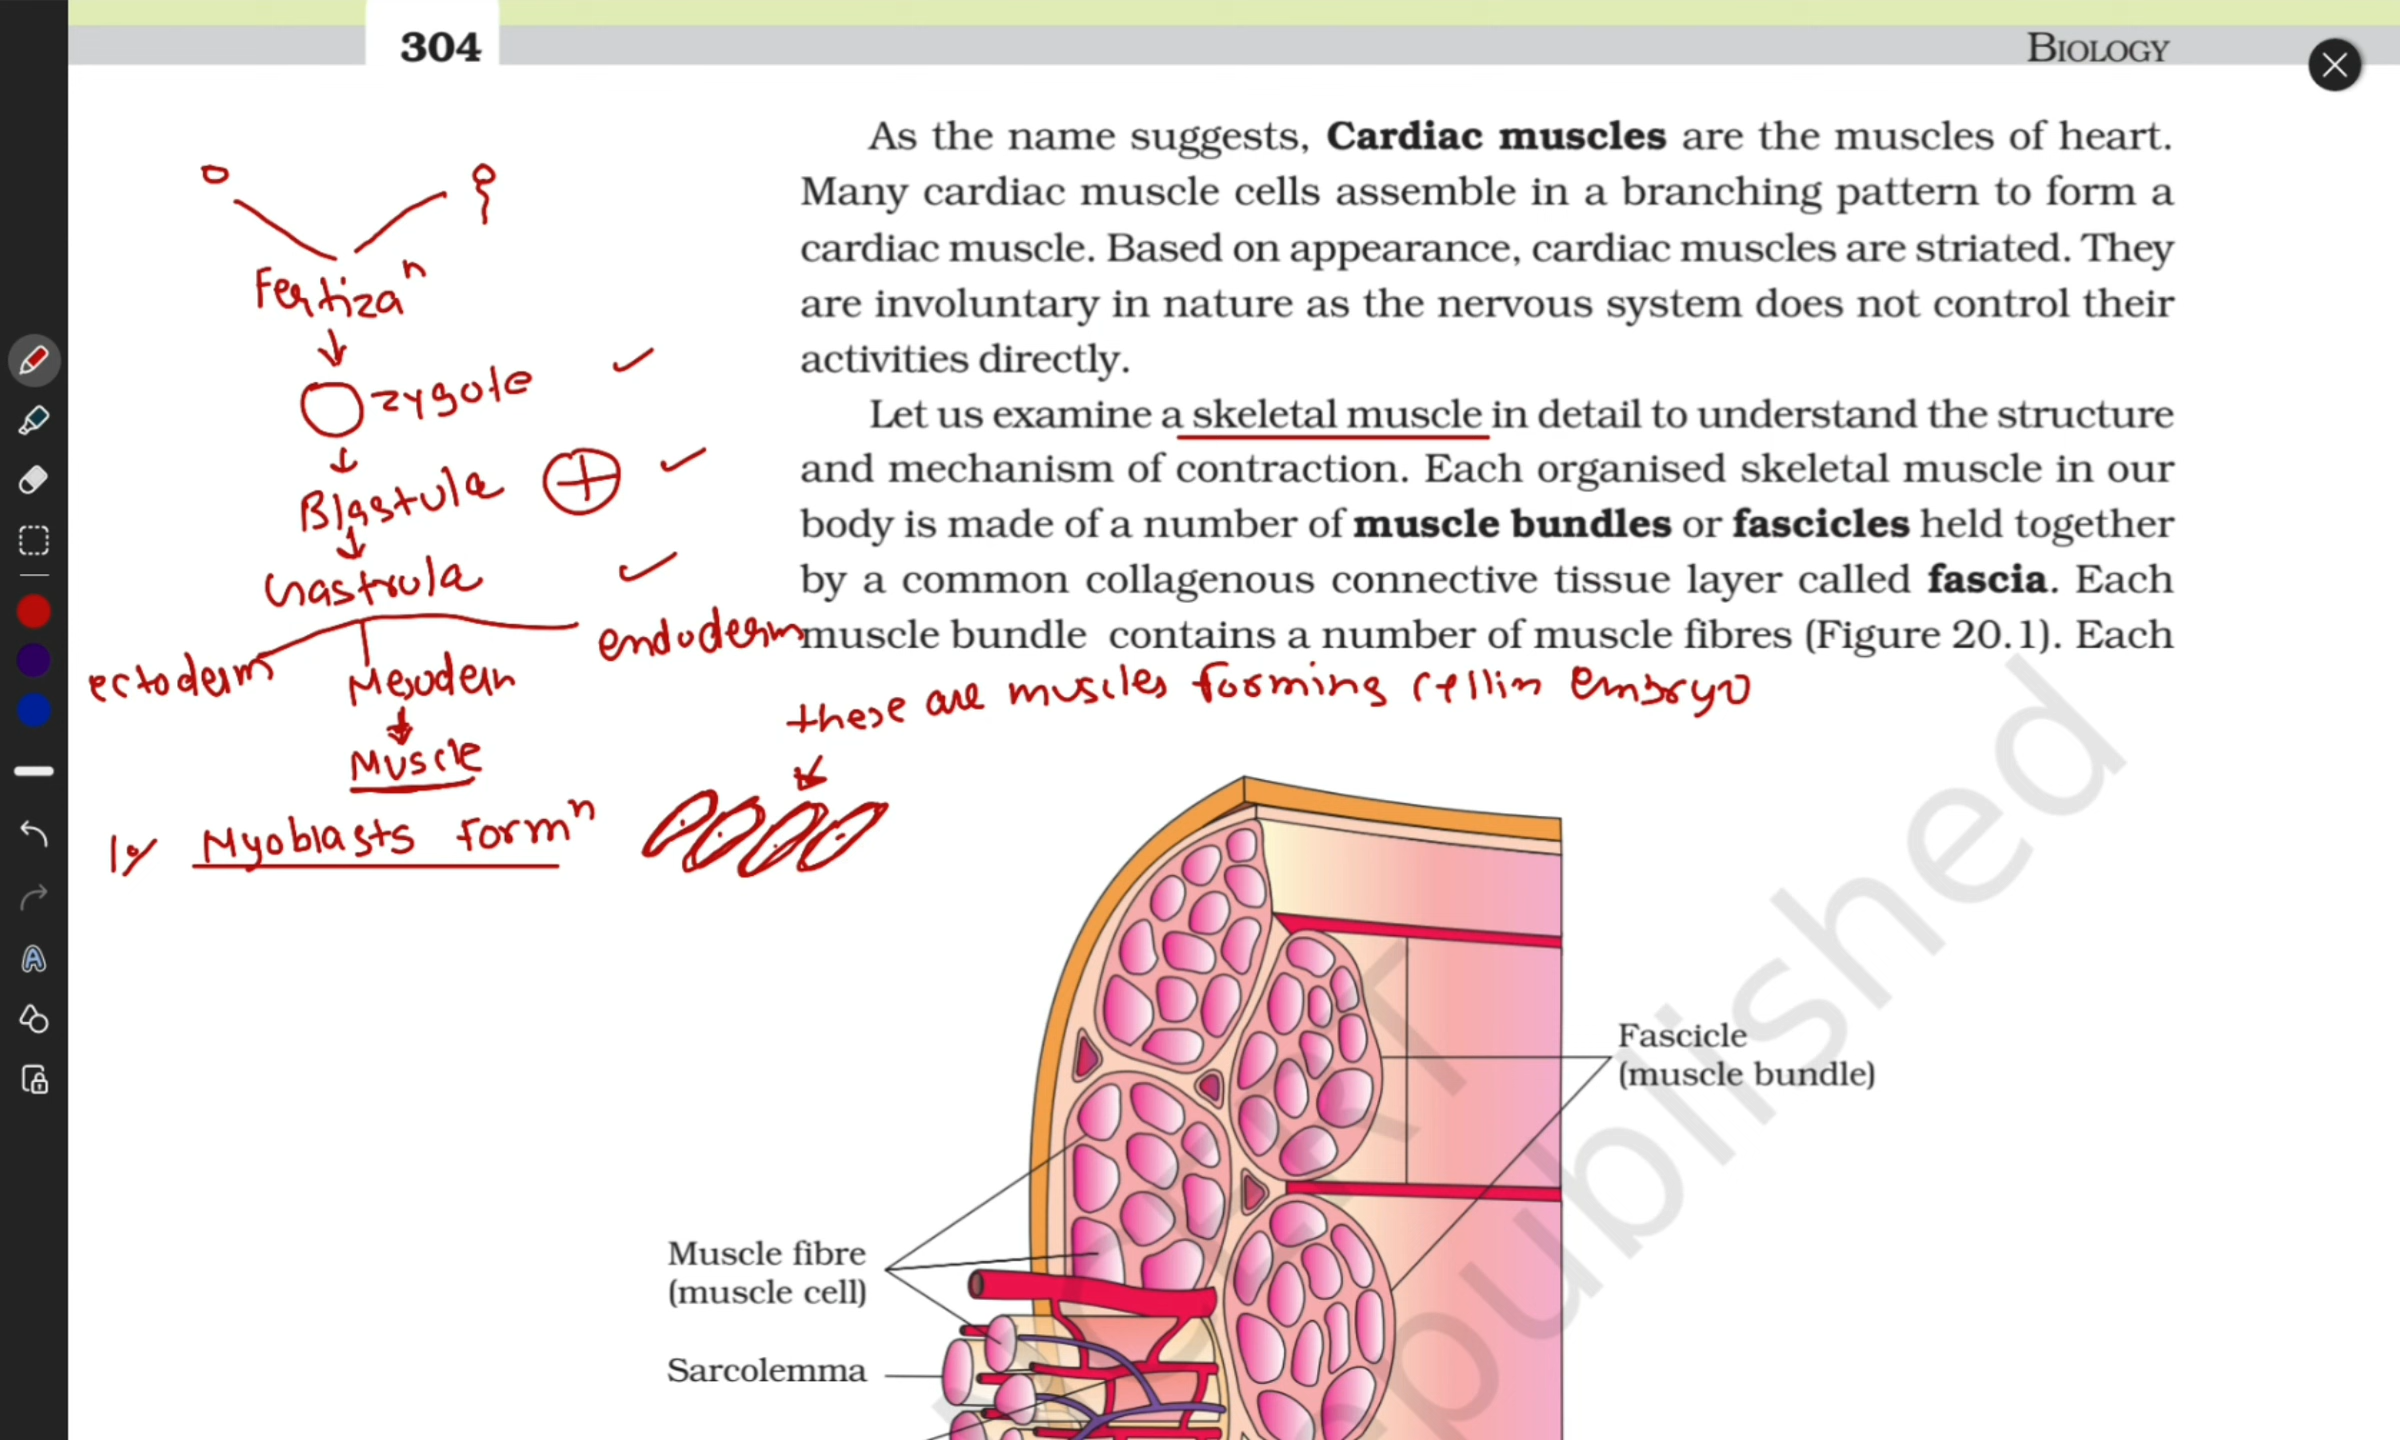 304
BIOLOGY
As the name suggests, Cardiac muscles are the muscles of heart.
Many cardiac muscle cells assemble in a branching pattern to form a
cardiac muscle. Based on appearance, cardiac muscles are striated. They
are involuntary in nature as the nervous system does not control their
activities directly.
Let us examine a skeletal muscle in detail to understand the structure
and mechanism of contraction. Each organised skeletal muscle in our
body is made of a number of muscle bundles or fascicles held together
by a common collagenous connective tissue layer called fascia. Each
muscle bundle contains a number of muscle fibres (Figure 20.1). Each
Fertizaⁿ
zygote
Blastula
Gastrula
ectoderm
Mesoderm
endoderm
Muscle
these are muscles forming cell in embryo
1% Myoblasts formⁿ
Fascicle
(muscle bundle)
Muscle fibre
(muscle cell)
Sarcolemma
published